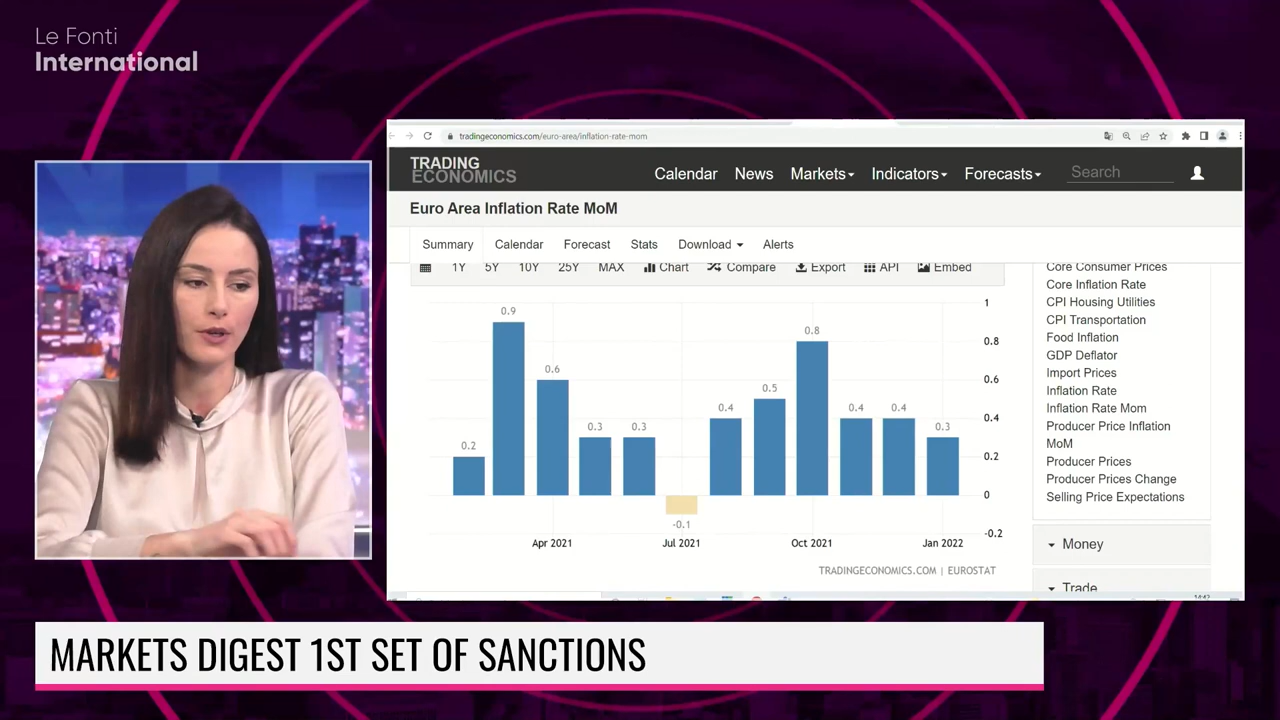 Le Fonti
International
tradingeconomics.com/euro-area/inflation-rate-mom
TRADING
ECONOMICS
Calendar News Markets Indicators Forecasts Search
Euro Area Inflation Rate MoM
Summary Calendar Forecast Stats Download Alerts
1Y 5Y 10Y 25Y MAX Chart Compare Export API Embed
0.2 0.9 0.6 0.3 0.3 -0.1 0.4 0.5 0.8 0.4 0.4 0.3
1
0.8
0.6
0.4
0.2
0
-0.2
Apr 2021 Jul 2021 Oct 2021 Jan 2022
TRADINGECONOMICS.COM | EUROSTAT
Core Consumer Prices
Core Inflation Rate
CPI Housing Utilities
CPI Transportation
Food Inflation
GDP Deflator
Import Prices
Inflation Rate
Inflation Rate Mom
Producer Price Inflation
MoM
Producer Prices
Producer Prices Change
Selling Price Expectations
Money
Trade
MARKETS DIGEST 1ST SET OF SANCTIONS